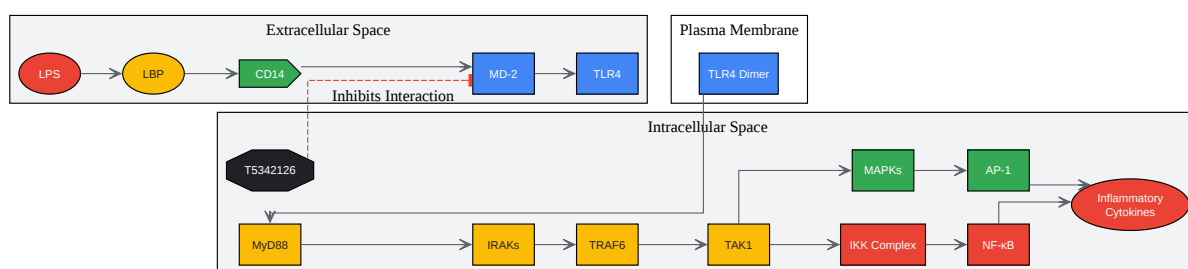 Extracellular Space
Plasma Membrane
LPS
LBP
CD14
MD-2
TLR4
TLR4 Dimer
Inhibits Interaction
Intracellular Space
T5342126
MAPKs
AP-1
Inflammatory
Cytokines
MyD88
IRAKs
TRAF6
TAK1
IKK Complex
NF-κB